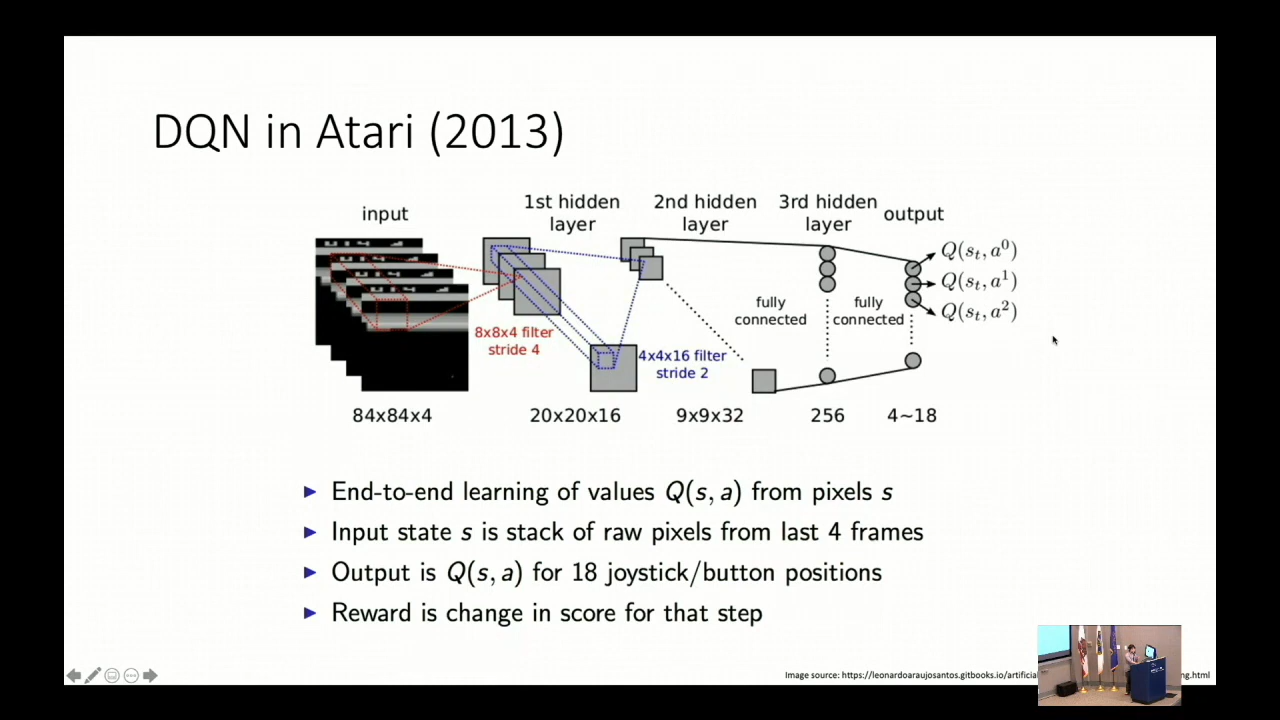 DQN in Atari (2013)
input
1st hidden
layer
2nd hidden
layer
3rd hidden
layer
output
Q(s_t, a^0)
Q(s_t, a^1)
Q(s_t, a^2)
8x8x4 filter
stride 4
4x4x16 filter
stride 2
fully
connected
fully
connected
84x84x4
20x20x16
9x9x32
256
4~18
► End-to-end learning of values Q(s, a) from pixels s
► Input state s is stack of raw pixels from last 4 frames
► Output is Q(s, a) for 18 joystick/button positions
► Reward is change in score for that step
Image source: https://leonardoaraujosantos.gitbooks.io/artificia ng.html